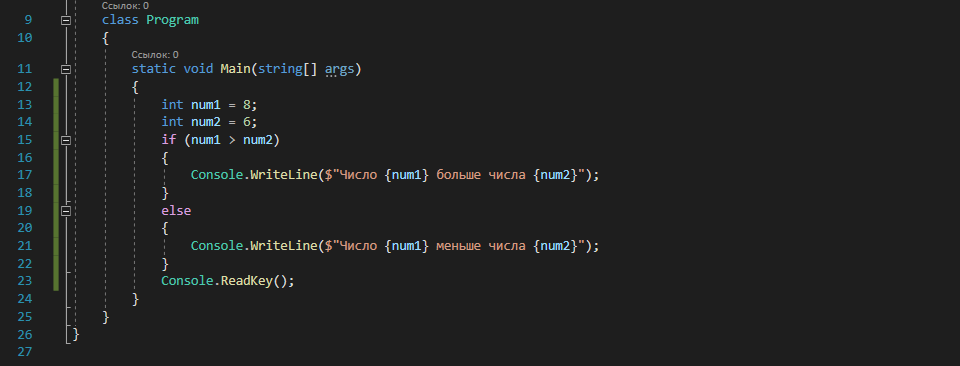 Ссылок: 0
9 class Program
10 {
Ссылок: 0
11 static void Main(string[] args)
12 {
13 int num1 = 8;
14 int num2 = 6;
15 if (num1 > num2)
16 {
17 Console.WriteLine($"Число {num1} больше числа {num2}");
18 }
19 else
20 {
21 Console.WriteLine($"Число {num1} меньше числа {num2}");
22 }
23 Console.ReadKey();
24 }
25 }
26 }
27